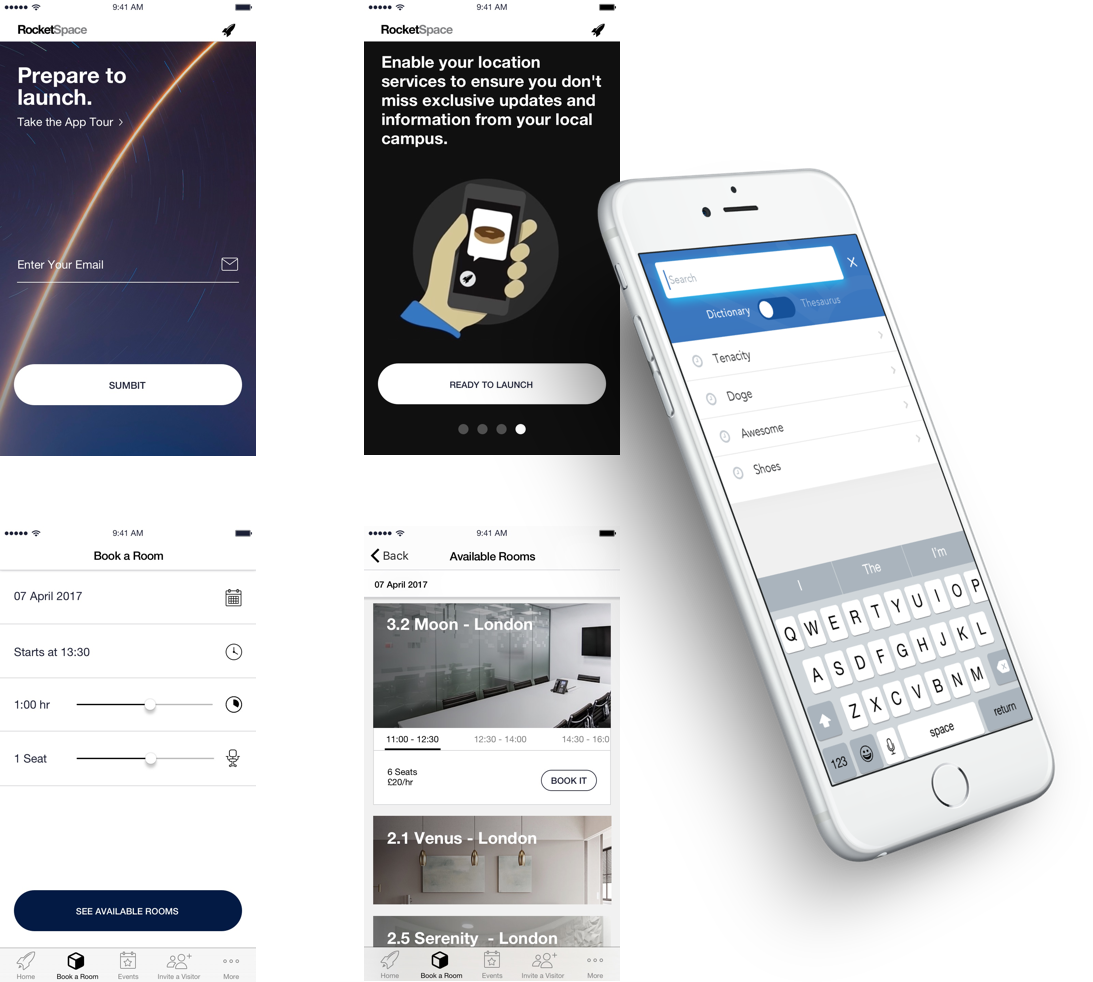 9:41 AM
RocketSpace
Prepare to
launch.
Take the App Tour
Enter Your Email
SUMBIT
9:41 AM
RocketSpace
Enable your location
services to ensure you don't
miss exclusive updates and
information from your local
campus.
READY TO LAUNCH
Search
Dictionary Thesaurus
Tenacity
Doge
Awesome
Shoes
I The I'm
Q W E R T Y U I O P
A S D F G H J K L
Z X C V B N M
123 space return
9:41 AM
Book a Room
07 April 2017
Starts at 13:30
1:00 hr
1 Seat
SEE AVAILABLE ROOMS
Home Book a Room Events Invite a Visitor More
9:41 AM
Back Available Rooms
07 April 2017
3.2 Moon - London
11:00 - 12:30 12:30 - 14:00 14:30 - 16:0
6 Seats
£20/hr
BOOK IT
2.1 Venus - London
2.5 Serenity - London
Home Book a Room Events Invite a Visitor More